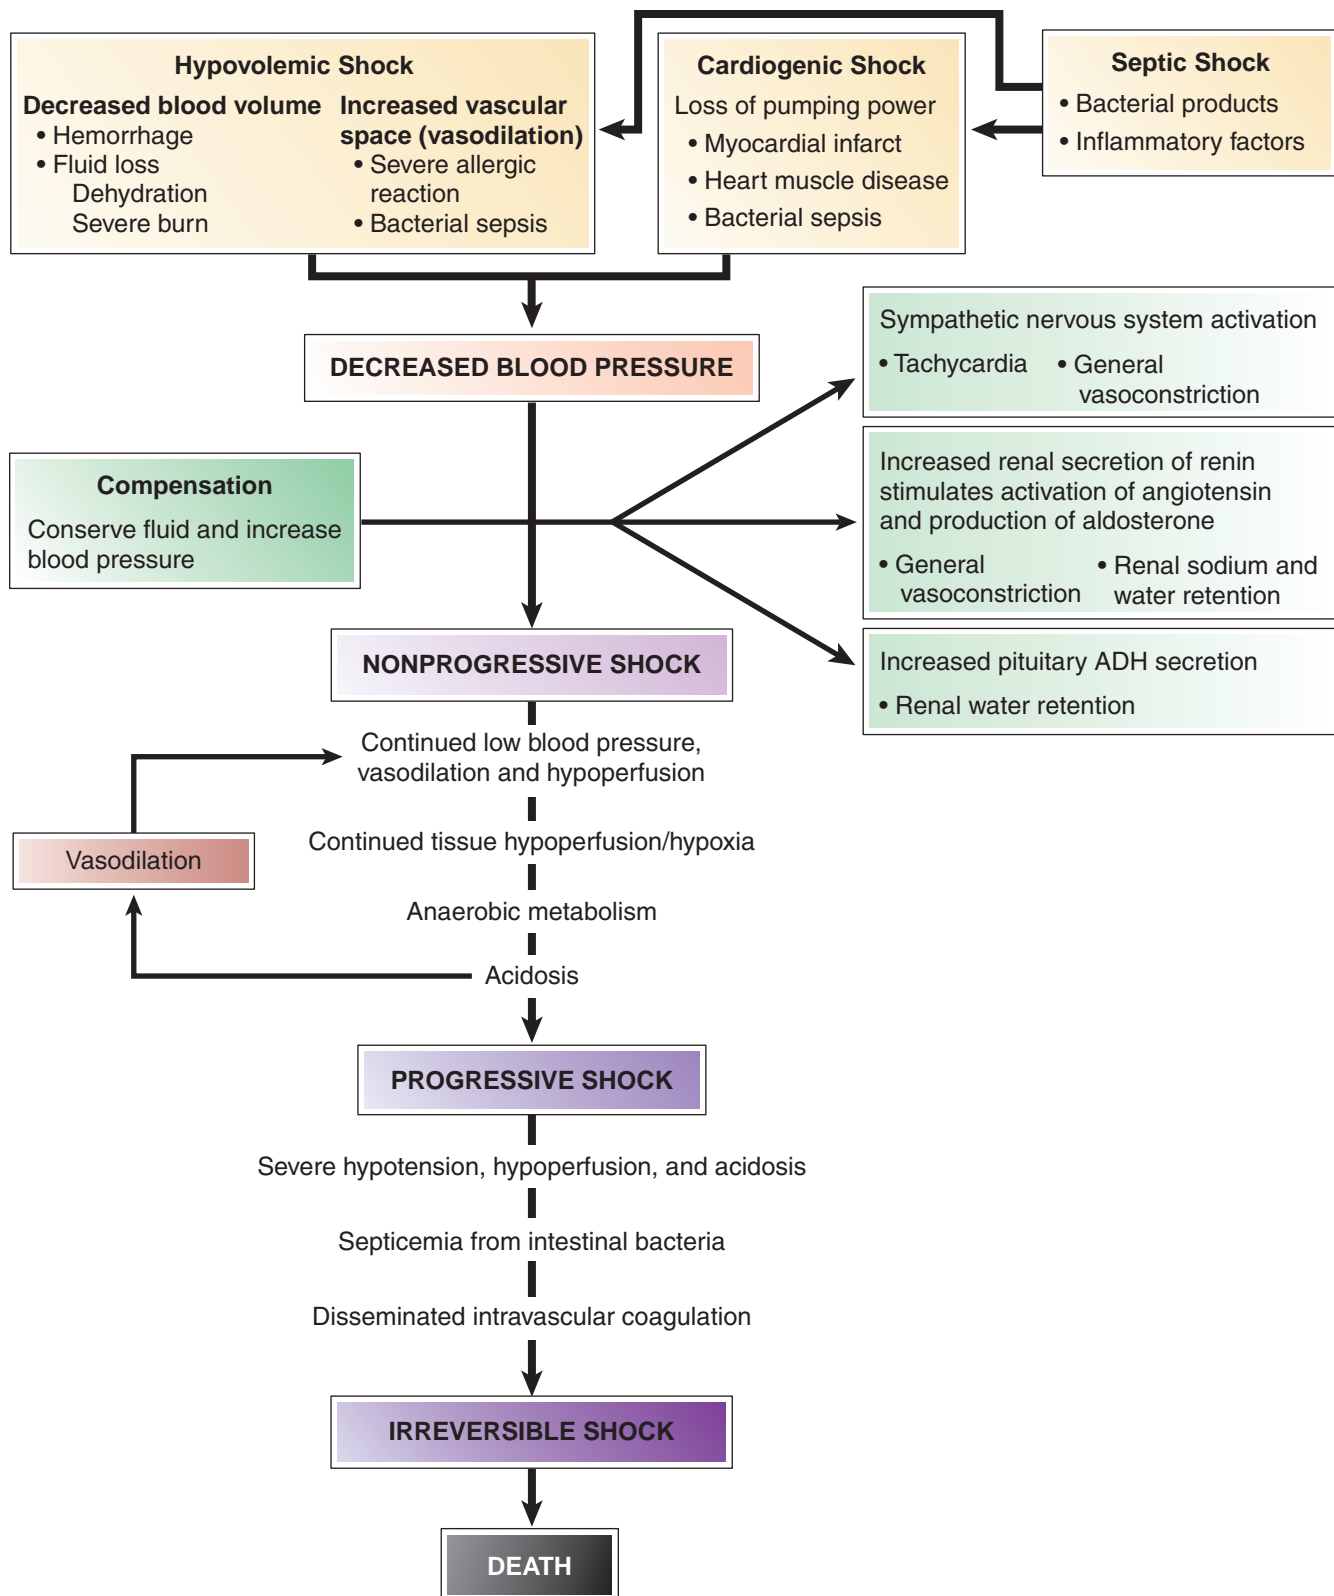 Hypovolemic Shock
Decreased blood volume
• Hemorrhage
• Fluid loss
Dehydration
Severe burn
Increased vascular
space (vasodilation)
• Severe allergic
reaction
• Bacterial sepsis
Cardiogenic Shock
Loss of pumping power
• Myocardial infarct
• Heart muscle disease
• Bacterial sepsis
Septic Shock
• Bacterial products
• Inflammatory factors
DECREASED BLOOD PRESSURE
Sympathetic nervous system activation
• Tachycardia
• General
vasoconstriction
Compensation
Conserve fluid and increase
blood pressure
Increased renal secretion of renin
stimulates activation of angiotensin
and production of aldosterone
• General
vasoconstriction
• Renal sodium and
water retention
Increased pituitary ADH secretion
• Renal water retention
NONPROGRESSIVE SHOCK
Continued low blood pressure,
vasodilation and hypoperfusion
Vasodilation
Continued tissue hypoperfusion/hypoxia
Anaerobic metabolism
Acidosis
PROGRESSIVE SHOCK
Severe hypotension, hypoperfusion, and acidosis
Septicemia from intestinal bacteria
Disseminated intravascular coagulation
IRREVERSIBLE SHOCK
DEATH